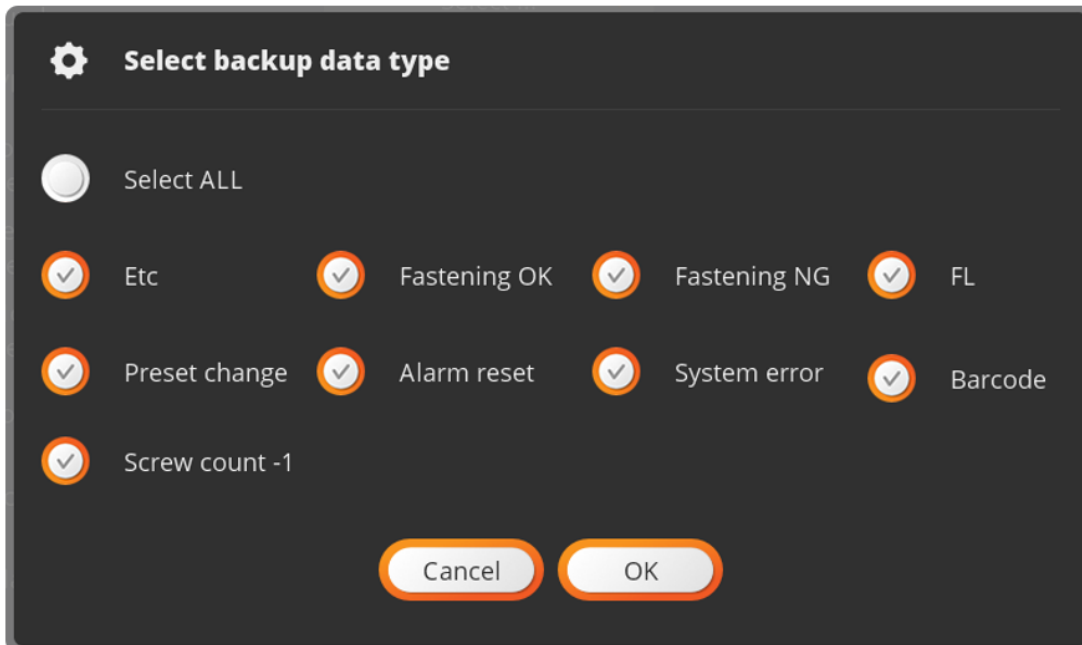 Select backup data type
Select ALL
Etc Fastening OK Fastening NG FL
Preset change Alarm reset System error Barcode
Screw count -1
Cancel OK